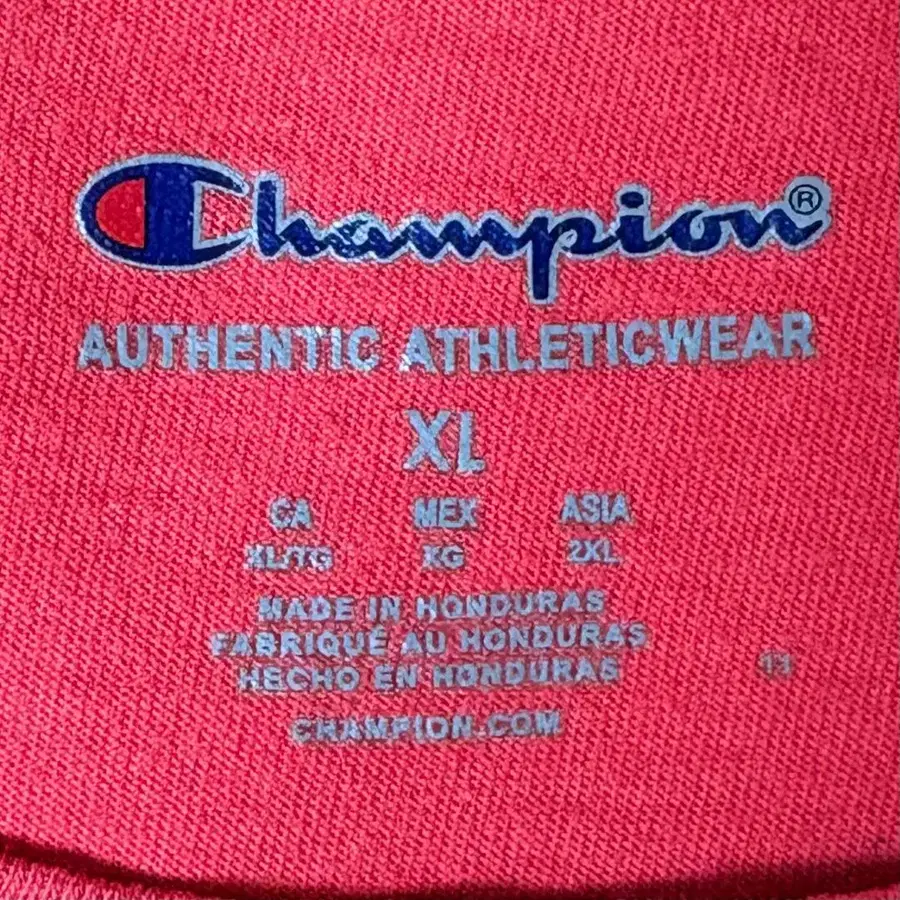 Champion®
AUTHENTIC ATHLETICWEAR
XL
CA MEX ASIA
XL/TG XG 2XL
MADE IN HONDURAS
FABRIQUÉ AU HONDURAS
HECHO EN HONDURAS
13
CHAMPION.COM